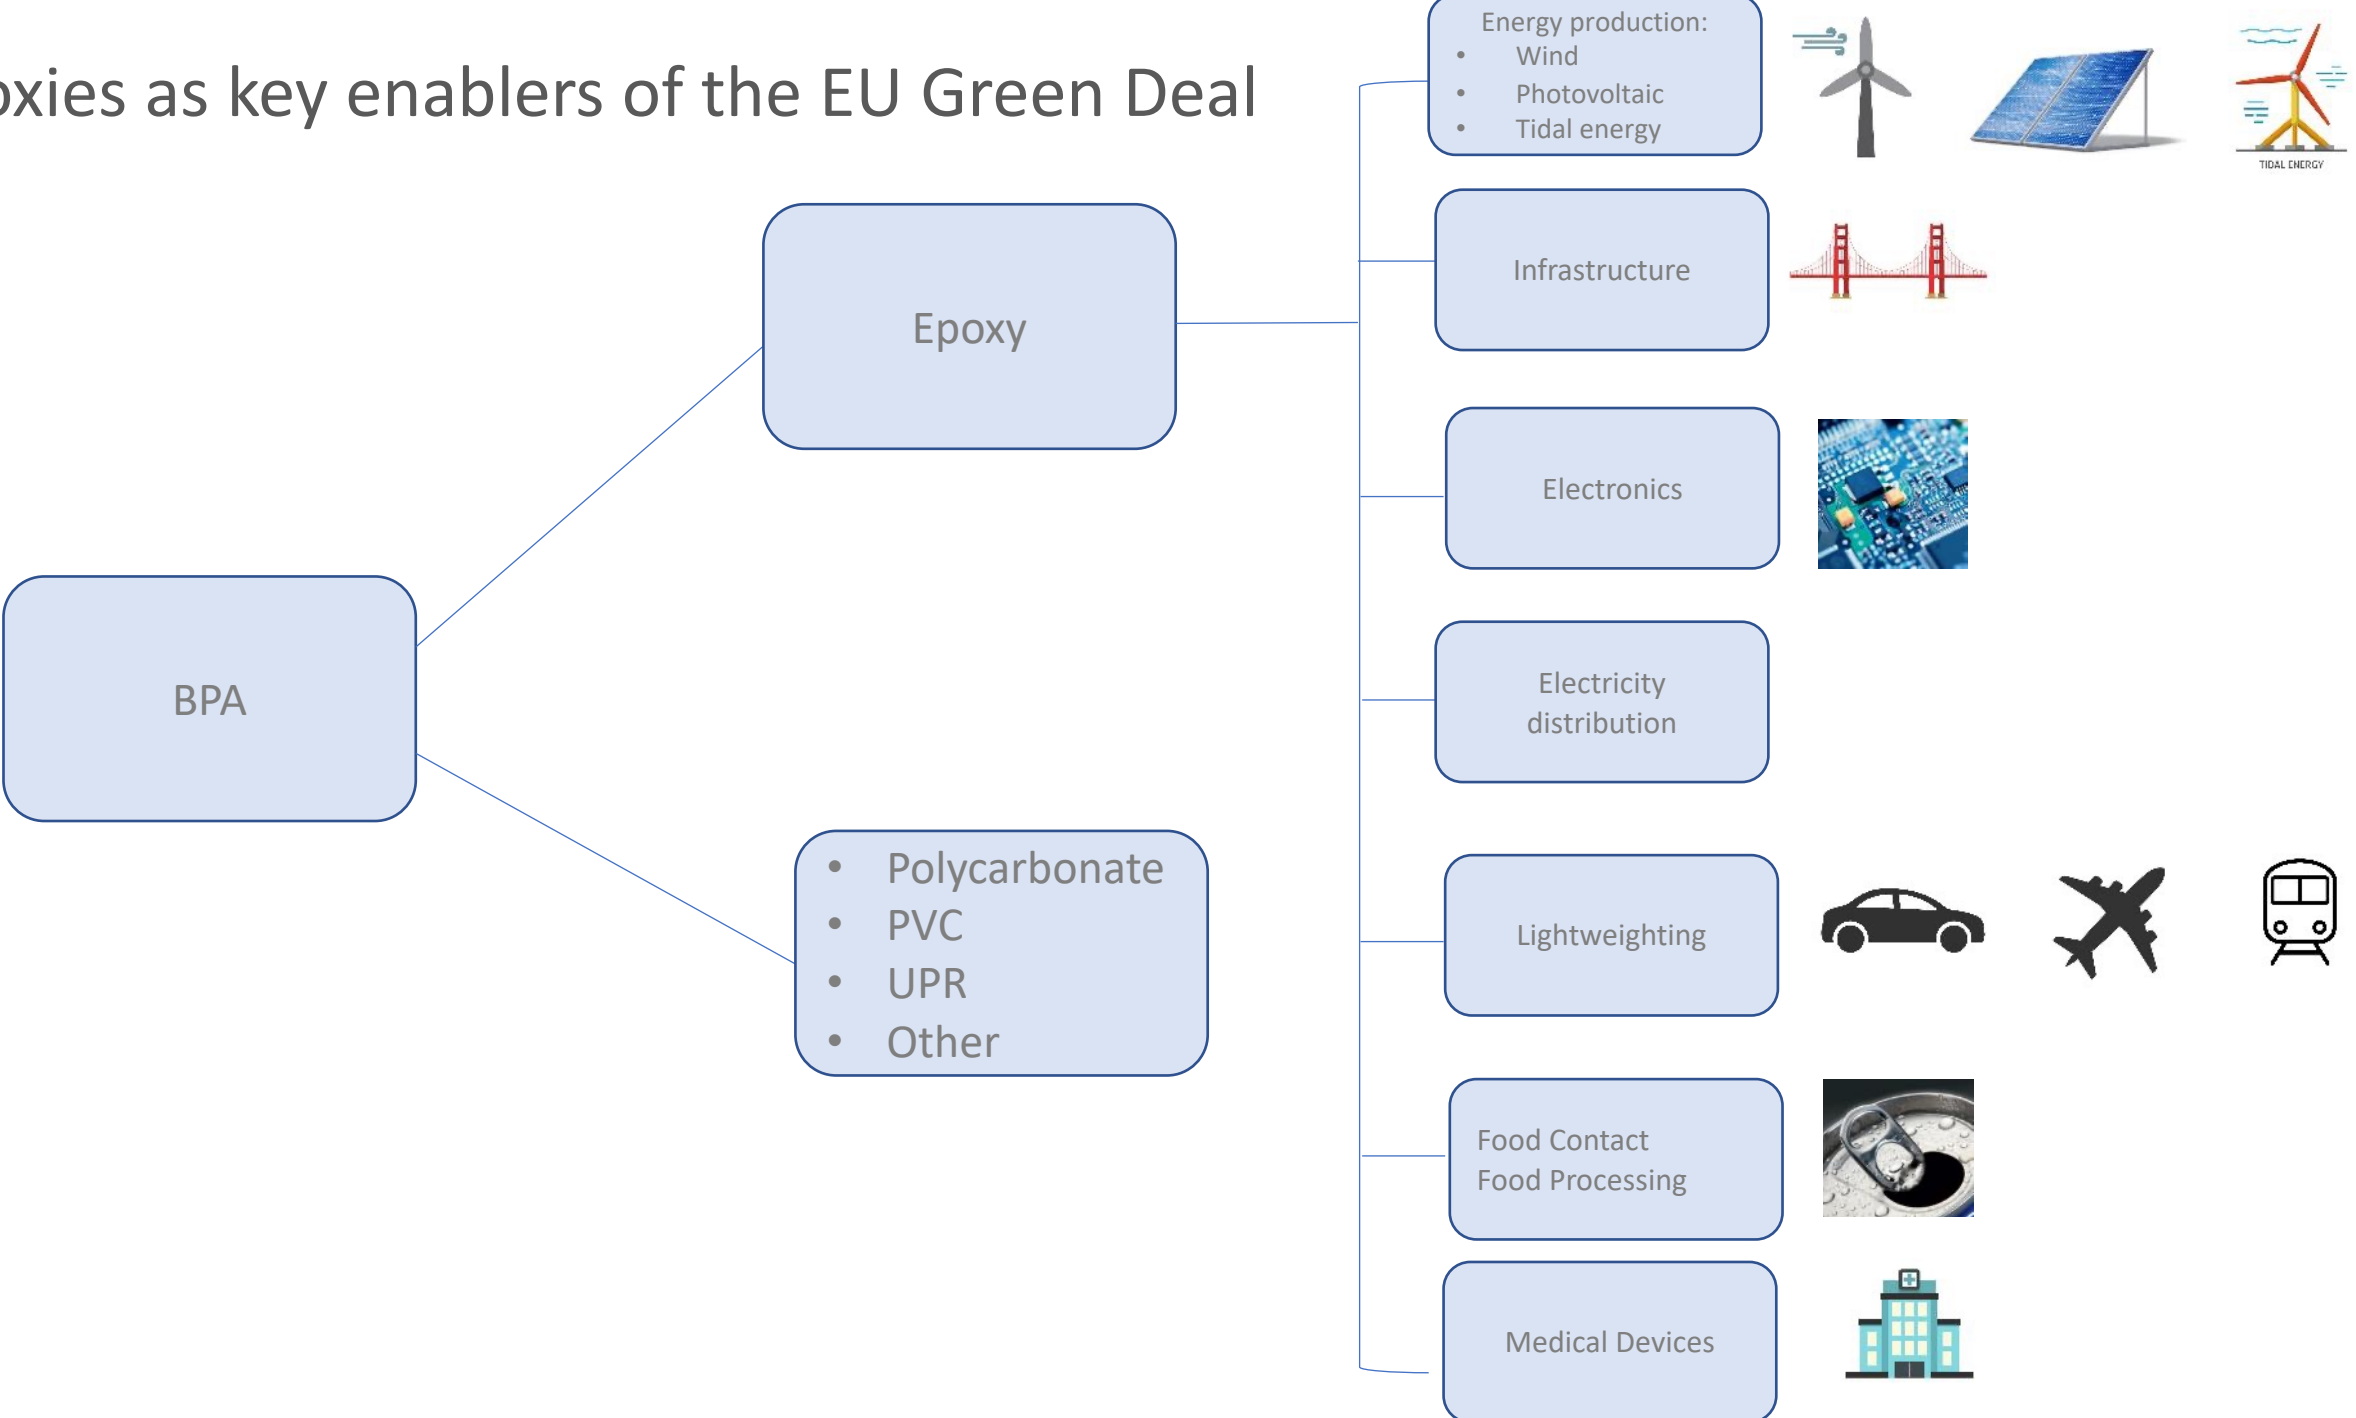 oxies as key enablers of the EU Green Deal
Energy production:
• Wind
• Photovoltaic
• Tidal energy
TIDAL ENERGY
Infrastructure
Epoxy
Electronics
BPA
Electricity
distribution
• Polycarbonate
• PVC
• UPR
• Other
Lightweighting
Food Contact
Food Processing
Medical Devices